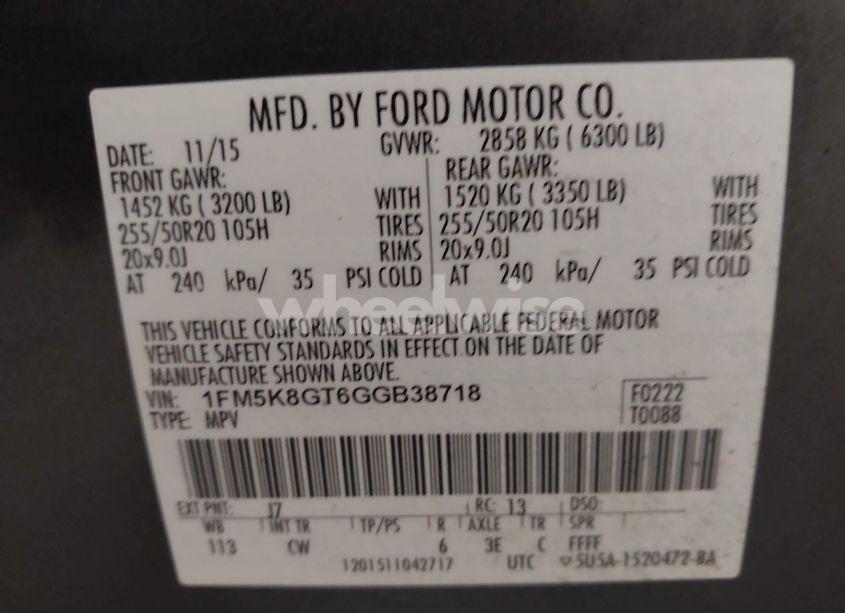 MFD. BY FORD MOTOR CO.
DATE: 11/15 GVWR: 2858 KG ( 6300 LB)
FRONT GAWR: REAR GAWR:
1452 KG ( 3200 LB) WITH 1520 KG ( 3350 LB) WITH
255/50R20 105H TIRES 255/50R20 105H TIRES
20x9.0J RIMS 20x9.0J RIMS
AT 240 kPa/ 35 PSI COLD AT 240 kPa/ 35 PSI COLD
wheelwise
THIS VEHICLE CONFORMS TO ALL APPLICABLE FEDERAL MOTOR
VEHICLE SAFETY STANDARDS IN EFFECT ON THE DATE OF
MANUFACTURE SHOWN ABOVE.
VIN: 1FM5K8GT6GGB38718 F0222
TYPE: MPV T0088
EXT PNT: J7 RC: 13 DSO:
WB INT TR TP/PS R AXLE TR SPR
113 CW 6 3E C FFFF
1201511042717 UTC 5U5A-1520472-BA